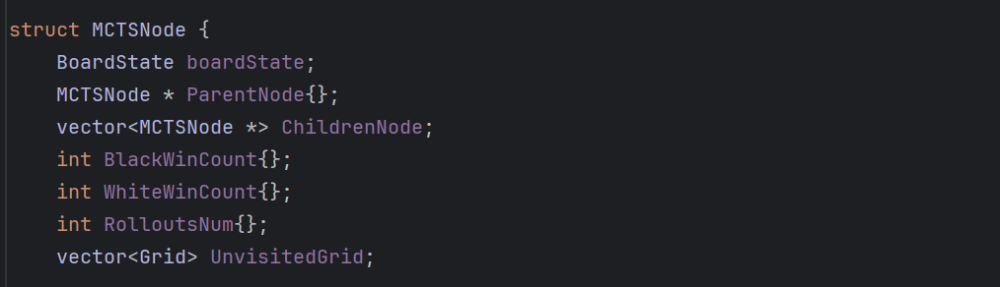 struct MCTSNode {
    BoardState boardState;
    MCTSNode * ParentNode{};
    vector<MCTSNode *> ChildrenNode;
    int BlackWinCount{};
    int WhiteWinCount{};
    int RolloutsNum{};
    vector<Grid> UnvisitedGrid;